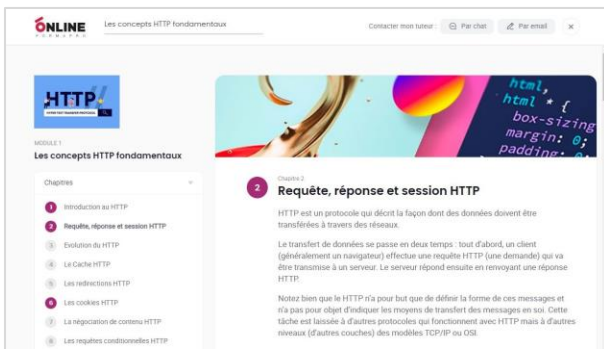 ONLINE
FORMAPRO
Les concepts HTTP fondamentaux
Contacter mon tuteur :
Par chat
Par email
HTTP
HYPER TEXT TRANSFER PROTOCOL
MODULE 1
Les concepts HTTP fondamentaux
Chapitres
1 Introduction au HTTP
2 Requête, réponse et session HTTP
3 Evolution du HTTP
4 Le Cache HTTP
5 Les redirections HTTP
6 Les cookies HTTP
7 La négociation de contenu HTTP
8 Les requêtes conditionnelles HTTP
html,
html * {
box-sizing
margin: 0;
padding: 0;
Chapitre 2
2 Requête, réponse et session HTTP
HTTP est un protocole qui décrit la façon dont des données doivent être
transférées à travers des réseaux.
Le transfert de données se passe en deux temps : tout d'abord, un client
(généralement un navigateur) effectue une requête HTTP (une demande) qui va
être transmise à un serveur. Le serveur répond ensuite en renvoyant une réponse
HTTP.
Notez bien que le HTTP n'a pour but que de définir la forme de ces messages et
n'a pas pour objet d'indiquer les moyens de transfert des messages en soi. Cette
tâche est laissée à d'autres protocoles qui fonctionnent avec HTTP mais à d'autres
niveaux (d'autres couches) des modèles TCP/IP ou OSI.